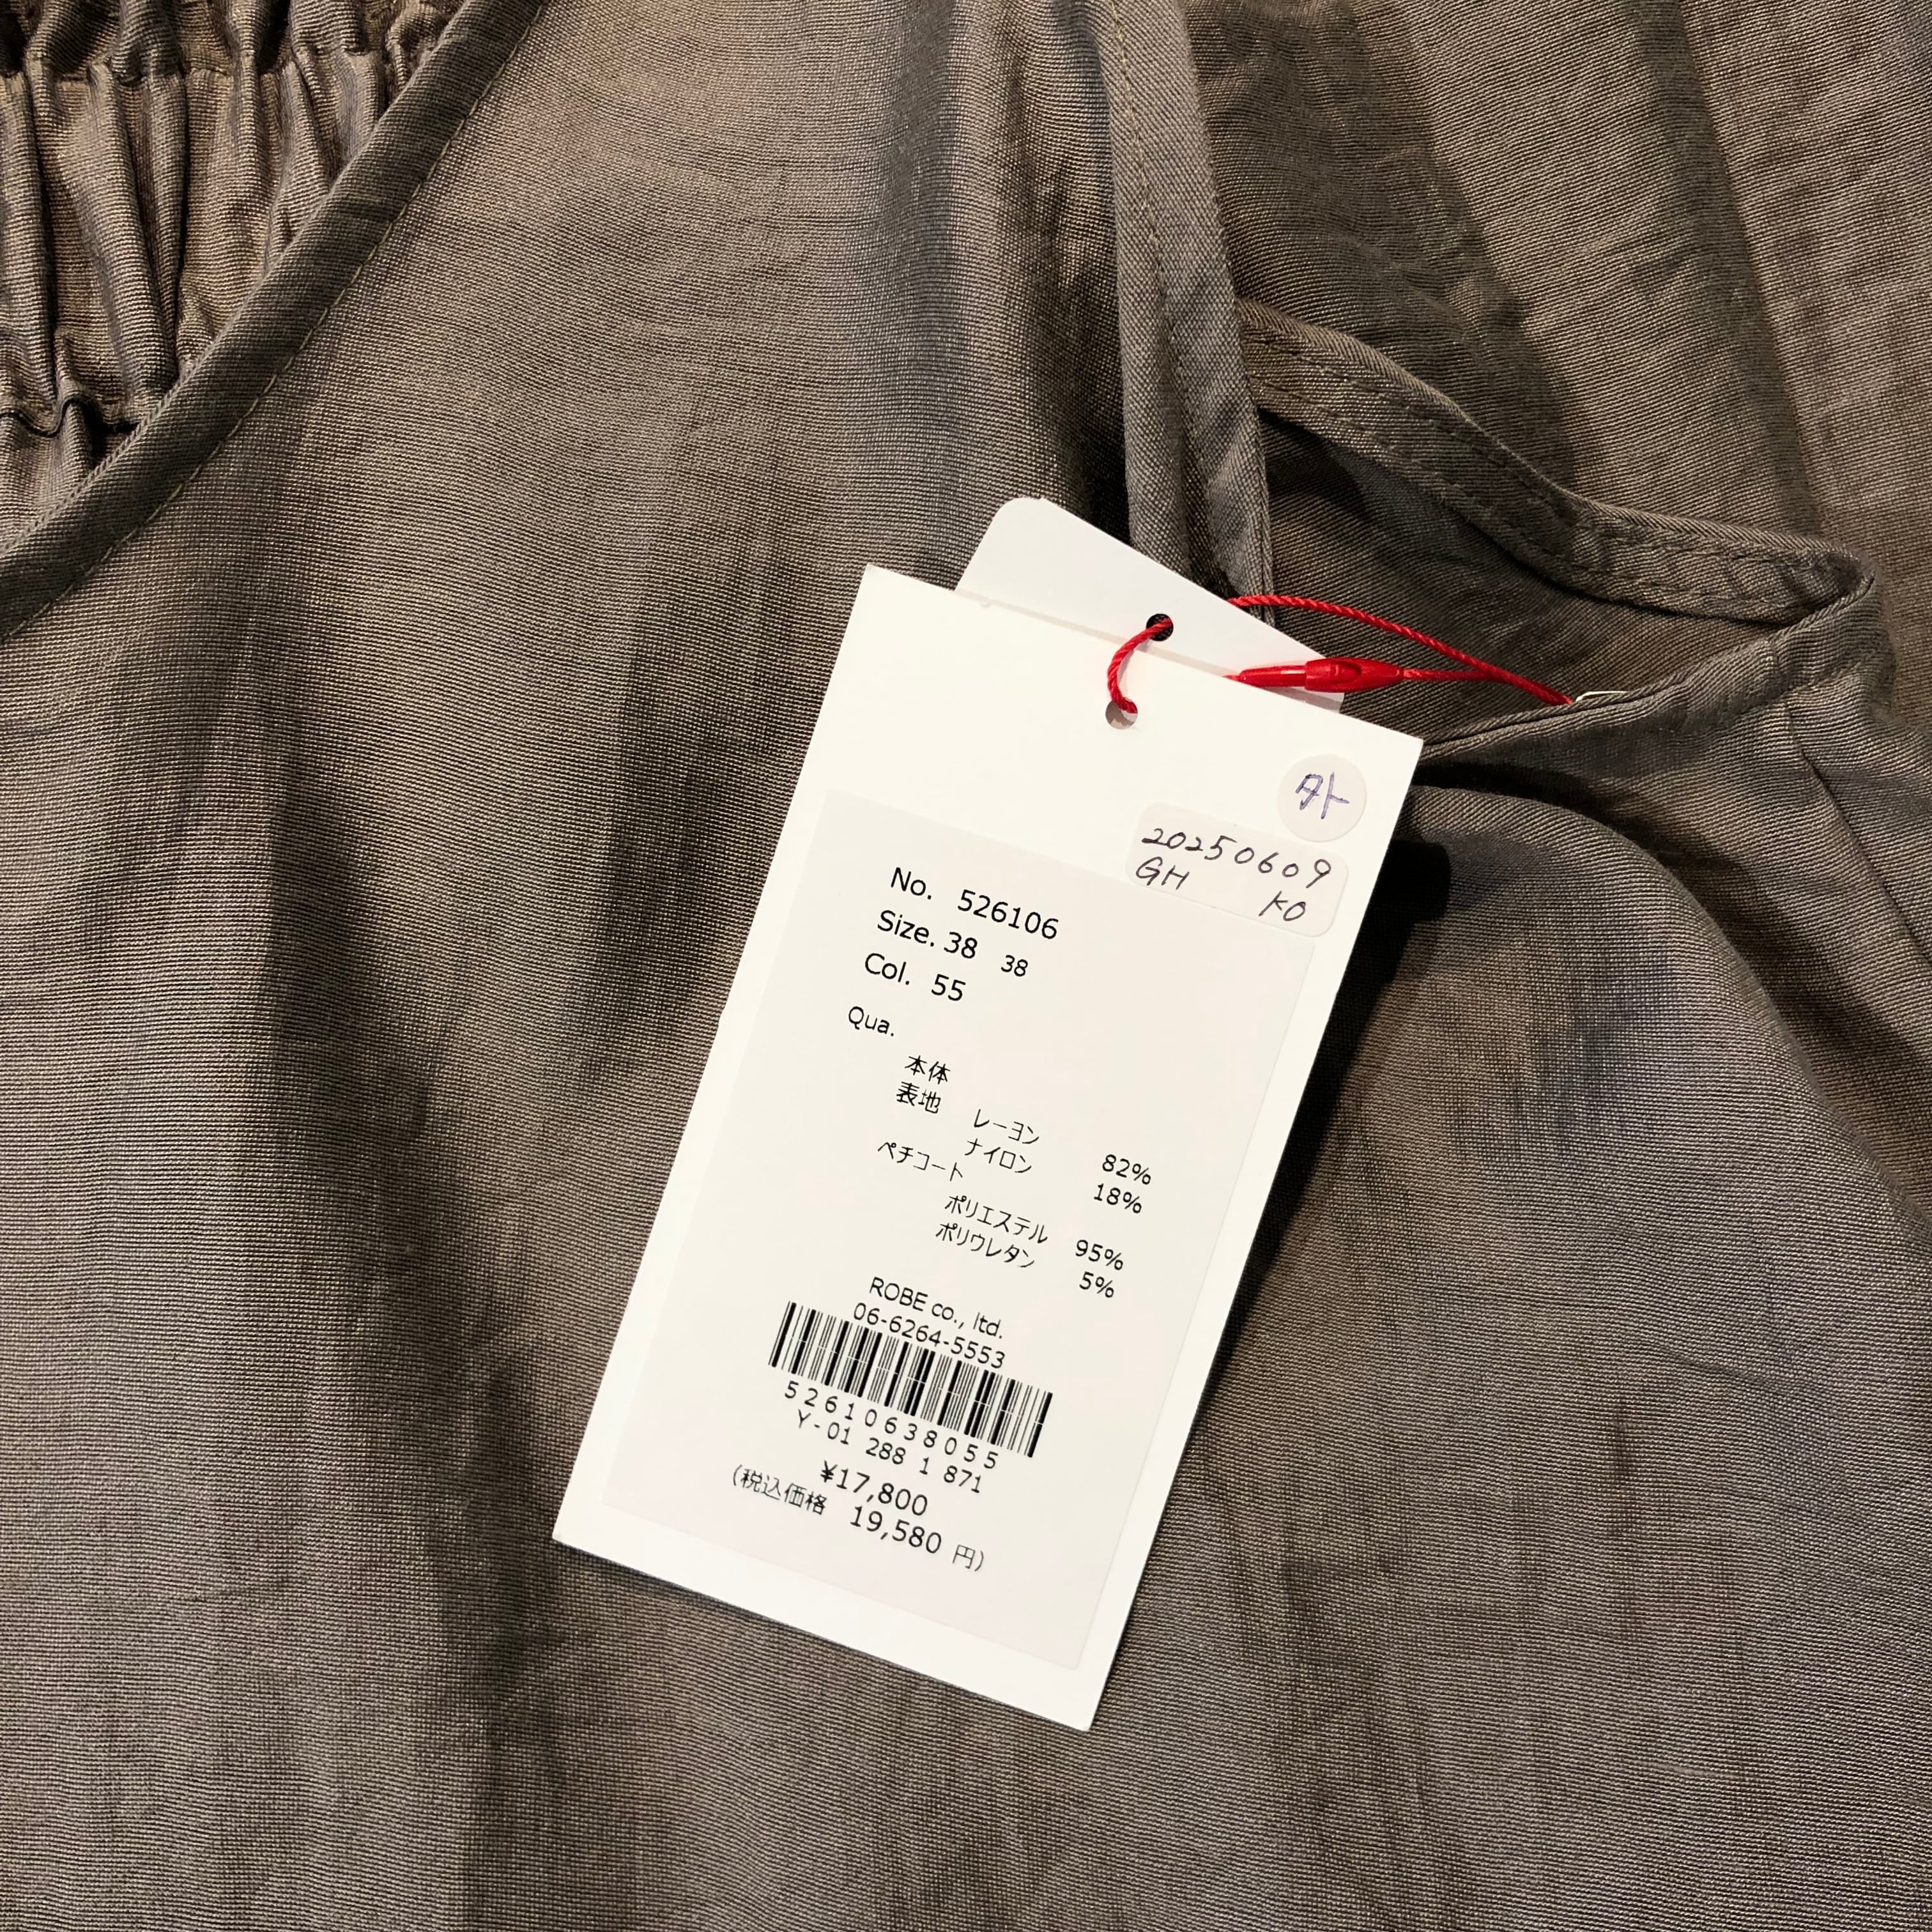 外
20250609
GH KO
No. 526106
Size. 38 38
Col. 55
Qua.
本体
表地
レーヨン 82%
ナイロン 18%
ペチコート
ポリエステル 95%
ポリウレタン 5%
ROBE co., ltd.
06-6264-5553
52610638055
Y-01 288 1 871
¥17,800
(税込価格 19,580 円)